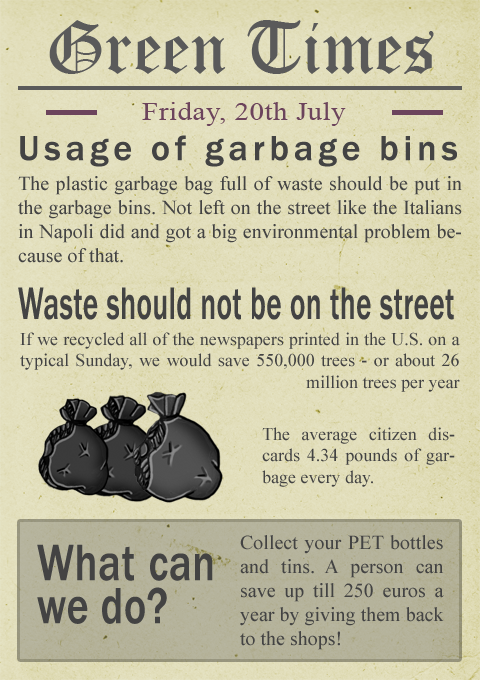 Green Times
Friday, 20th July
Usage of garbage bins
The plastic garbage bag full of waste should be put in
the garbage bins. Not left on the street like the Italians
in Napoli did and got a big environmental problem be-
cause of that.
Waste should not be on the street
If we recycled all of the newspapers printed in the U.S. on a
typical Sunday, we would save 550,000 trees - or about 26
million trees per year
The average citizen dis-
cards 4.34 pounds of gar-
bage every day.
What can
we do?
Collect your PET bottles
and tins. A person can
save up till 250 euros a
year by giving them back
to the shops!